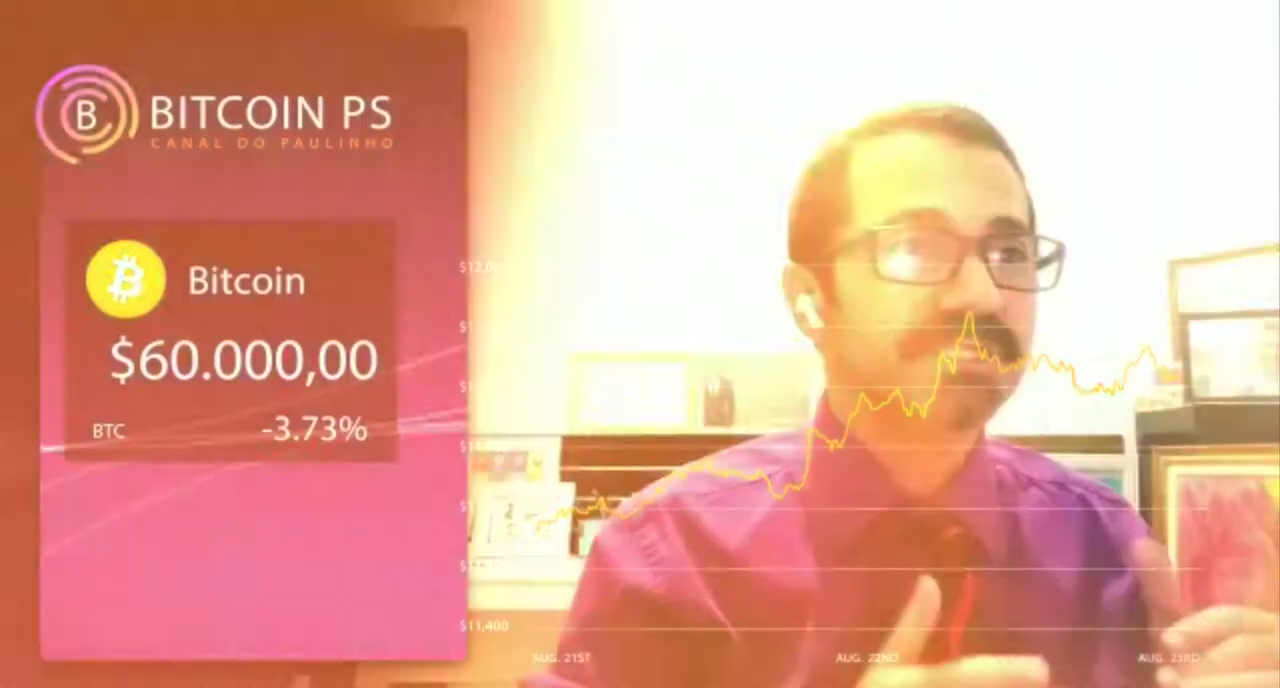 B
BITCOIN PS
CANAL DO PAULINHO
Bitcoin
$60.000,00
BTC
-3.73%
$11,400
AUG. 21ST
AUG. 22ND
AUG. 23RD